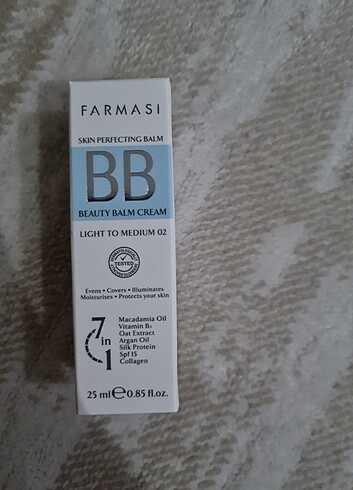 FARMASI
SKIN PERFECTING BALM
BB
BEAUTY BALM CREAM
LIGHT TO MEDIUM 02
TESTED
Evens • Covers • Illuminates
Moisturises • Protects your skin
7 in 1
Macadamia Oil
Vitamin B₅
Oat Extract
Argan Oil
Silk Protein
Spf 15
Collagen
25 ml ℮ 0.85 fl.oz.